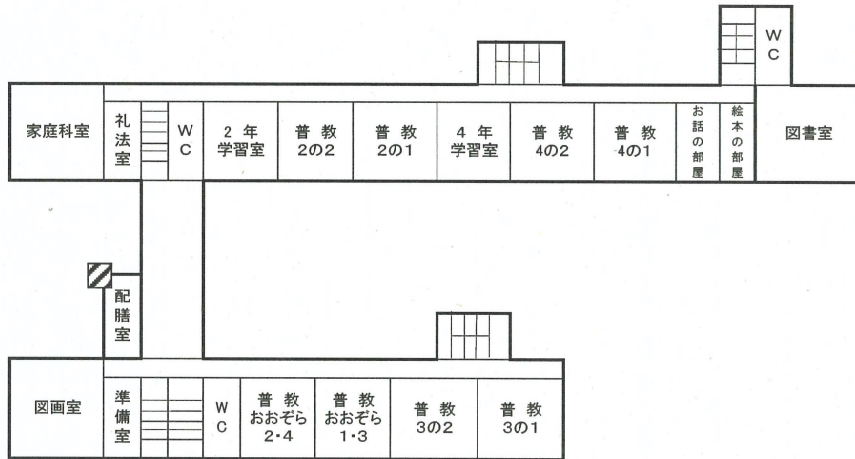 WC
家庭科室
礼法室
WC
2 年
学習室
普 教
2の2
普 教
2の1
4 年
学習室
普 教
4の2
普 教
4の1
お話の部屋
絵本の部屋
図書室
配膳室
図画室
準備室
WC
普 教
おおぞら
2・4
普 教
おおぞら
1・3
普 教
3の2
普 教
3の1